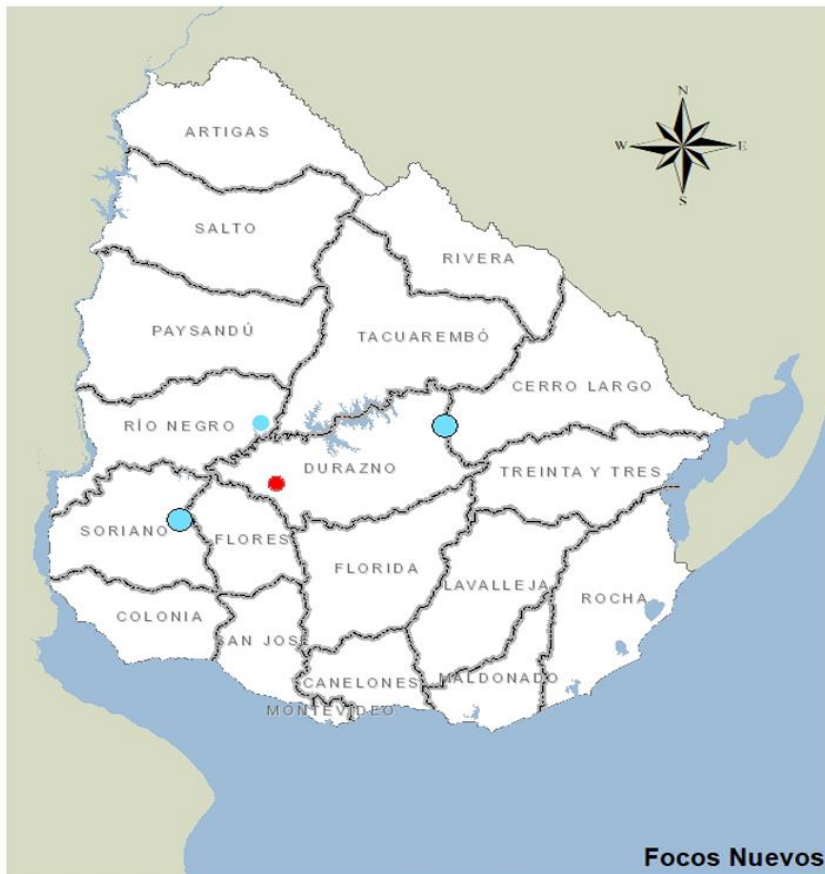 N
W E
S
ARTIGAS
SALTO
RIVERA
PAYSANDÚ
TACUAREMBÓ
CERRO LARGO
RÍO NEGRO
DURAZNO
TREINTA Y TRES
SORIANO
FLORES
FLORIDA
LAVALLEJA
ROCHA
COLONIA
SAN JOSE
CANELONES
MALDONADO
MONTEVIDEO
Focos Nuevos